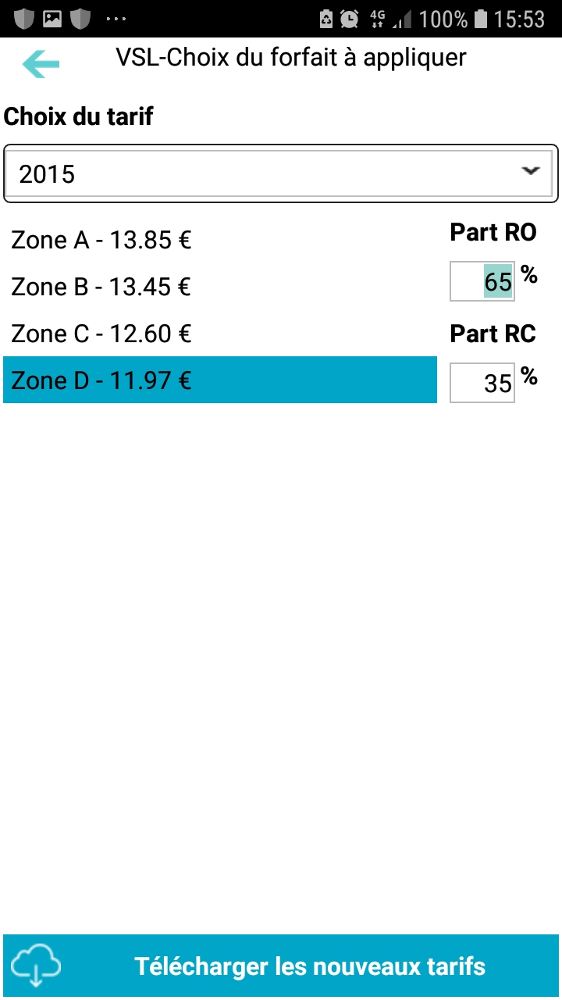 4G 100% 15:53
VSL-Choix du forfait à appliquer
Choix du tarif
2015
Zone A - 13.85 €
Zone B - 13.45 €
Zone C - 12.60 €
Zone D - 11.97 €
Part RO
65 %
Part RC
35 %
Télécharger les nouveaux tarifs